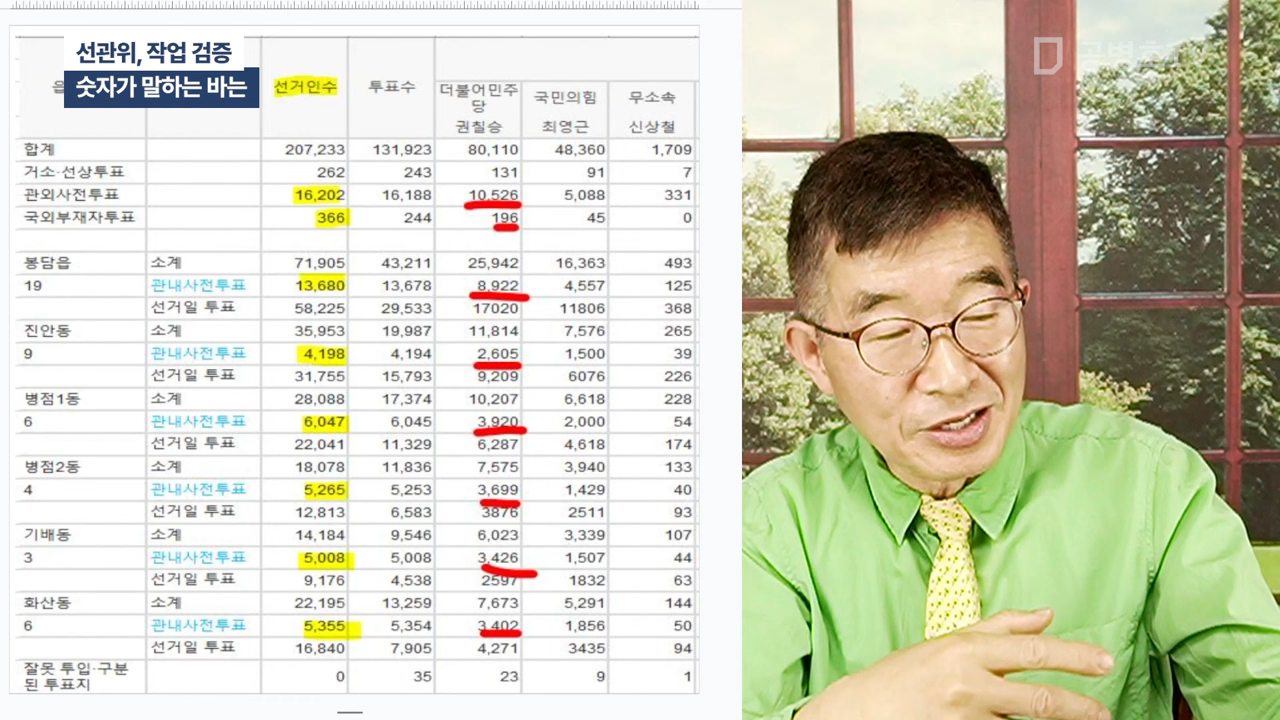 선관위, 작업 검증
숫자가 말하는 바는
선거인수 투표수 더불어민주당 국민의힘 무소속
권칠승 최영근 신상철
합계 207,233 131,923 80,110 48,360 1,709
거소·선상투표 262 243 131 91 7
관외사전투표 16,202 16,188 10,526 5,088 331
국외부재자투표 366 244 196 45 0
봉담읍 소계 71,905 43,211 25,942 16,363 493
19 관내사전투표 13,680 13,678 8,922 4,557 125
선거일 투표 58,225 29,533 17020 11806 368
진안동 소계 35,953 19,987 11,814 7,576 265
9 관내사전투표 4,198 4,194 2,605 1,500 39
선거일 투표 31,755 15,793 9,209 6076 226
병점1동 소계 28,088 17,374 10,207 6,618 228
6 관내사전투표 6,047 6,045 3,920 2,000 54
선거일 투표 22,041 11,329 6,287 4,618 174
병점2동 소계 18,078 11,836 7,575 3,940 133
4 관내사전투표 5,265 5,253 3,699 1,429 40
선거일 투표 12,813 6,583 3876 2511 93
기배동 소계 14,184 9,546 6,023 3,339 107
3 관내사전투표 5,008 5,008 3,426 1,507 44
선거일 투표 9,176 4,538 2597 1832 63
화산동 소계 22,195 13,259 7,673 5,291 144
6 관내사전투표 5,355 5,354 3,402 1,856 50
선거일 투표 16,840 7,905 4,271 3435 94
잘못 투입·구분
된 투표지 0 35 23 9 1